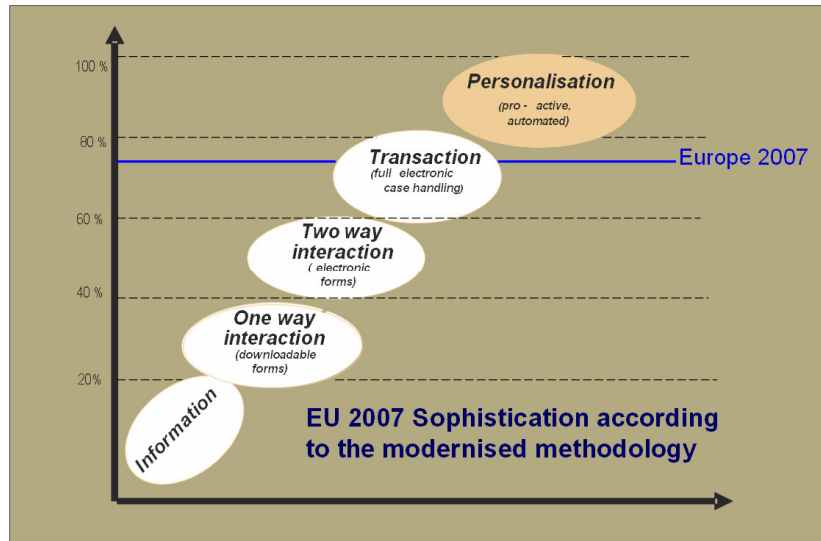 100 %
Personalisation
(pro - active,
automated)
80 %
Transaction
(full electronic
case handling)
Europe 2007
60 %
Two way
interaction
( electronic
forms)
40 %
One way
interaction
(downloadable
forms)
20%
Information
EU 2007 Sophistication according
to the modernised methodology